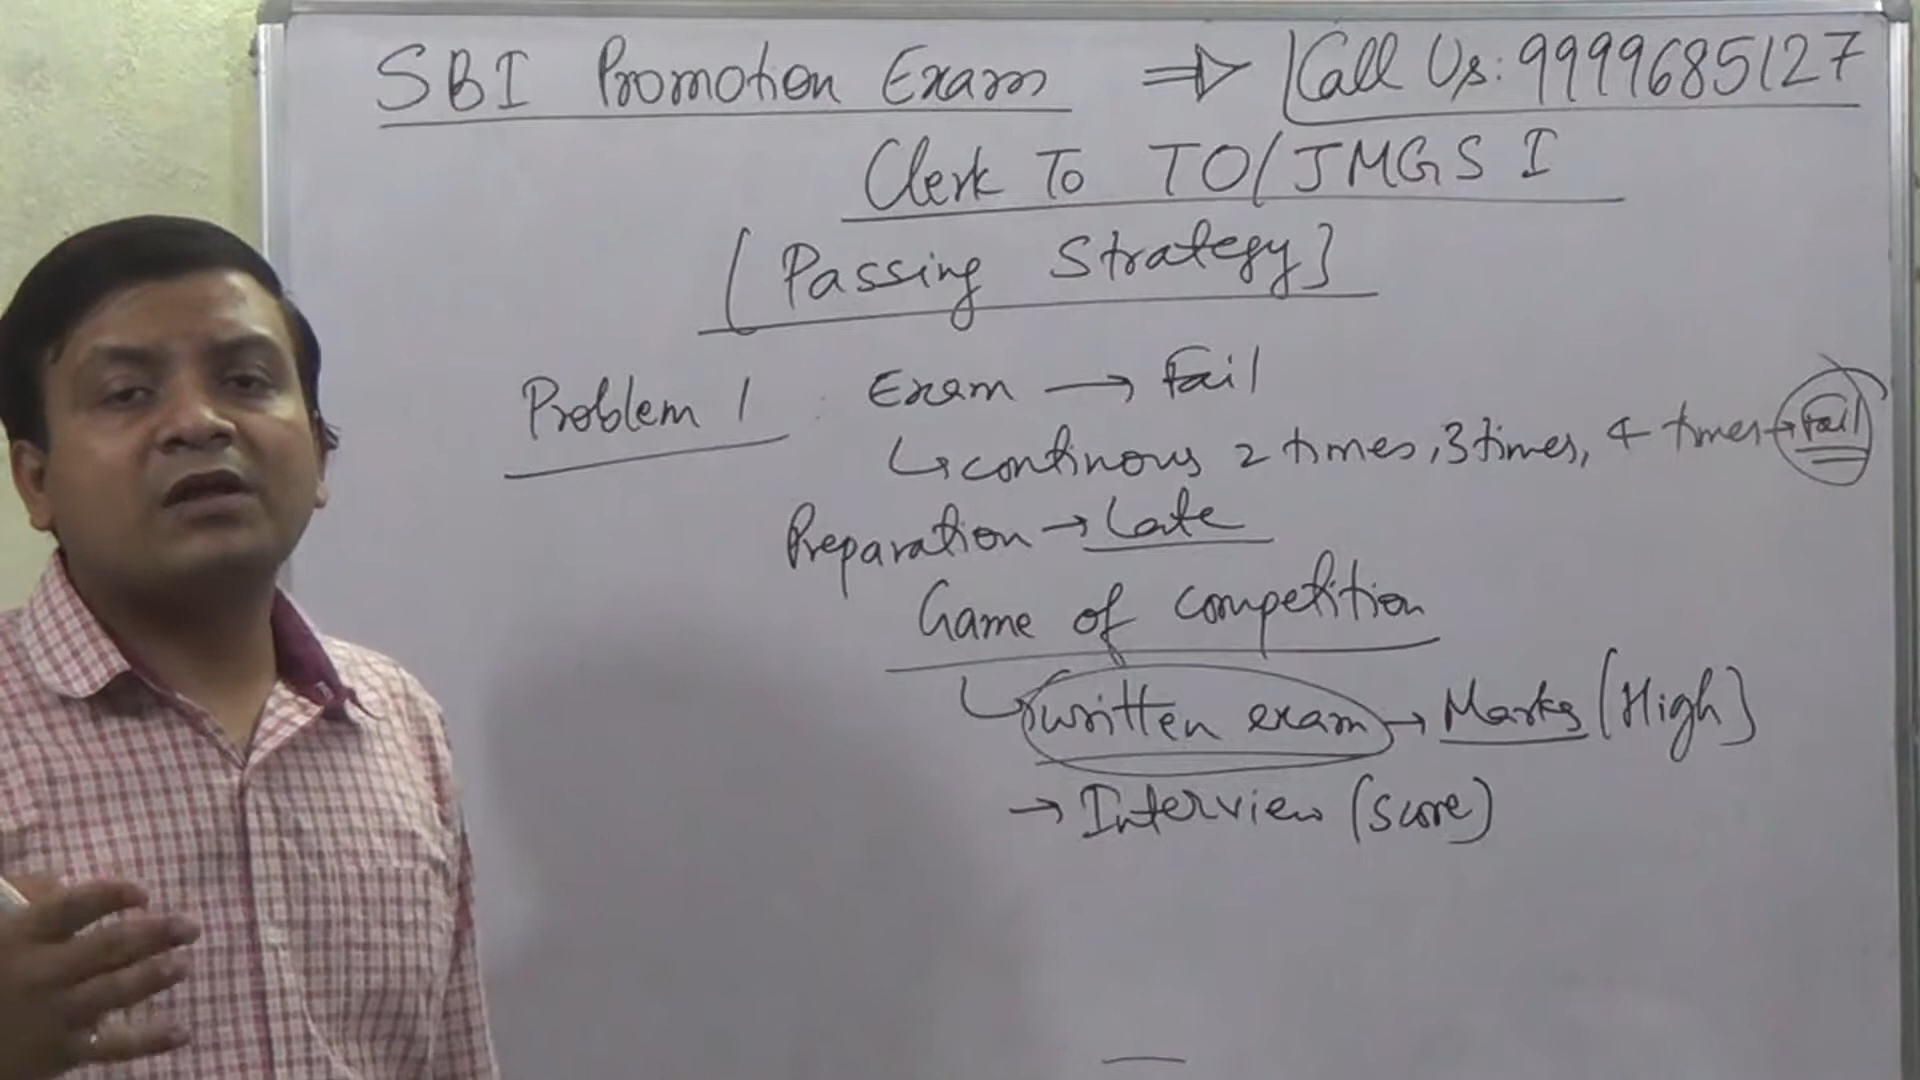 SBI Promotion Exam ⇒ Call Us: 9999685127
Clerk To TO/JMGS I
[Passing Strategy]
Problem 1 Exam → Fail
↳ continous 2 times, 3 times, 4 times → Fail
Preparation → Late
Game of competition
↳ written exam → Marks (High)
→ Interview (score)